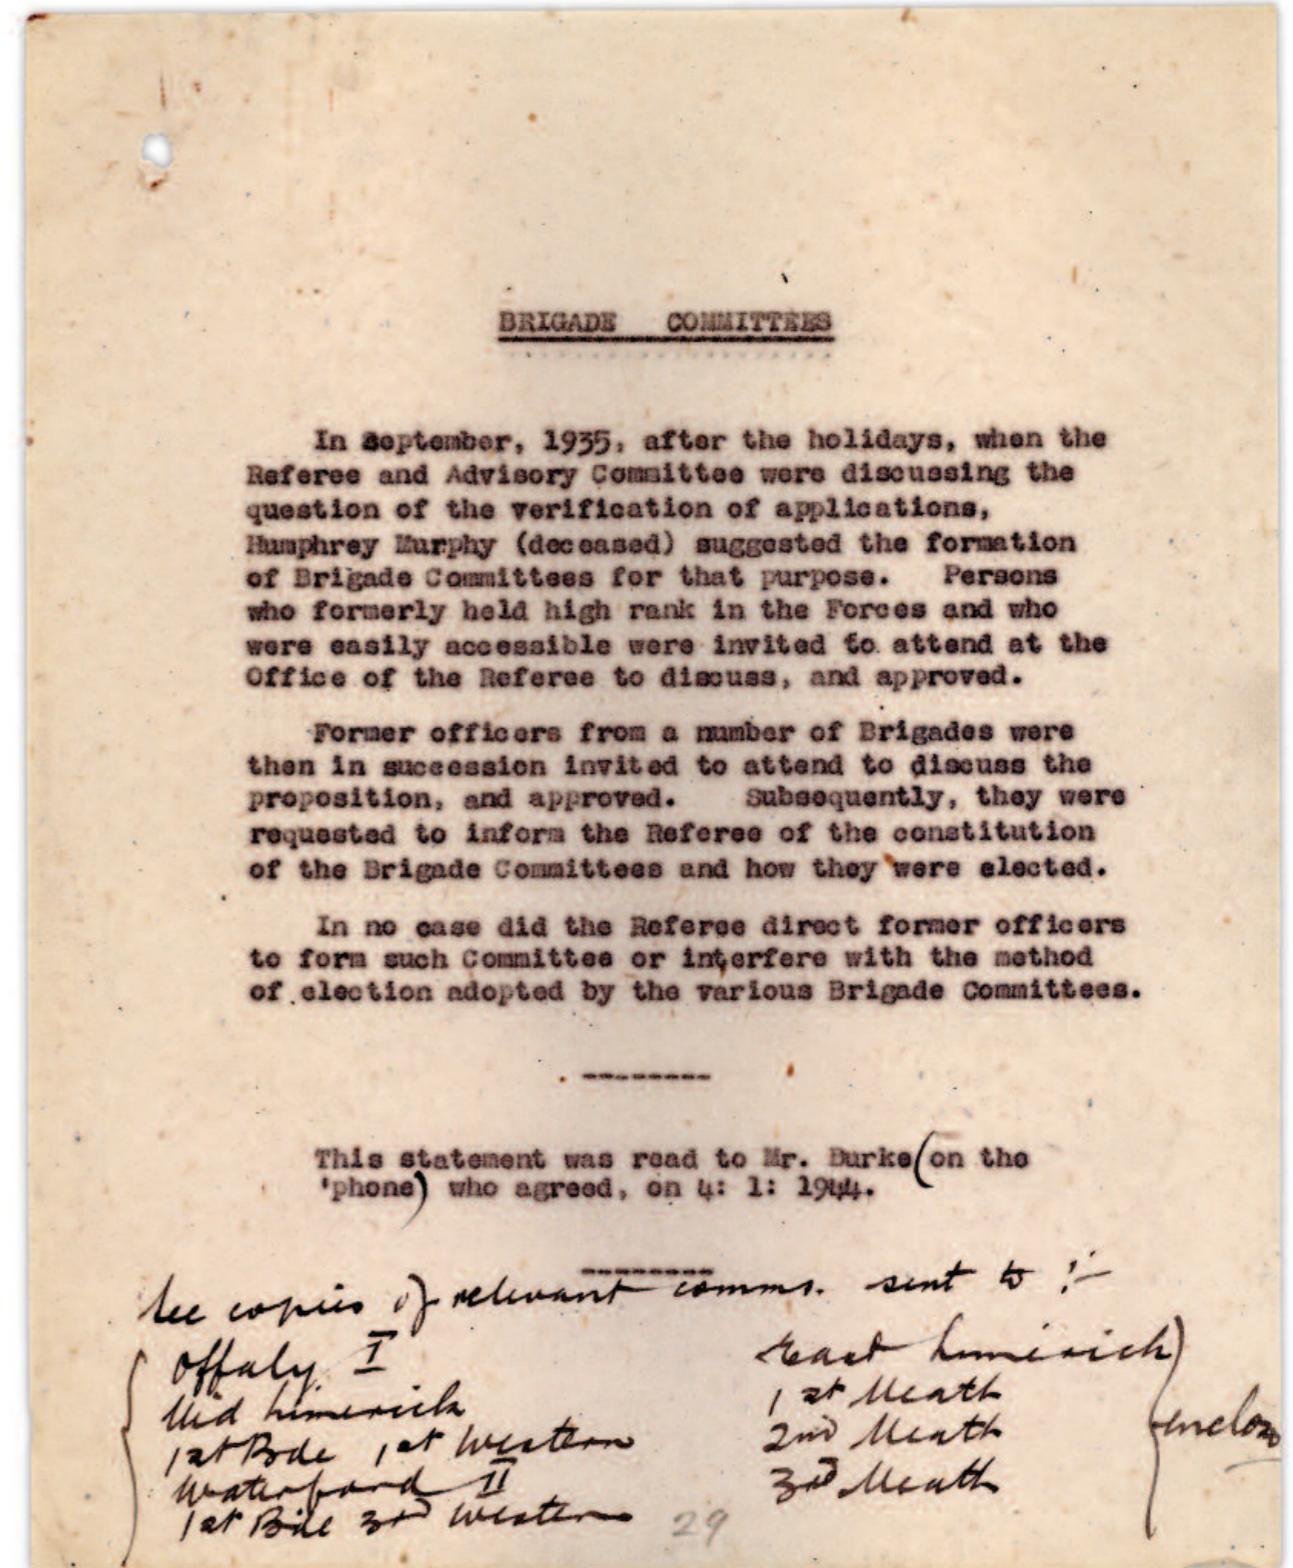 BRIGADE COMMITTEES
In September, 1935, after the holidays, when the
Referee and Advisory Committee were discussing the
question of the verification of applications,
Humphrey Murphy (deceased) suggested the formation
of Brigade Committees for that purpose. Persons
who formerly held high rank in the Forces and who
were easily accessible were invited to attend at the
Office of the Referee to discuss, and approved.
Former officers from a number of Brigades were
then in succession invited to attend to discuss the
proposition, and approved. Subsequently, they were
requested to inform the Referee of the constitution
of the Brigade Committees and how they were elected.
In no case did the Referee direct former officers
to form such Committee or interfere with the method
of election adopted by the various Brigade Committees.
---------
This statement was read to Mr. Burke (on the
'phone) who agreed, on 4: 1: 1944.
---------
See copies of relevant comms. sent to :-
Offaly I
Mid Limerick
1st Bde 1st Western
Waterford II
1st Bde 3rd Western
East Limerick
1st Meath
2nd Meath
3rd Meath
29